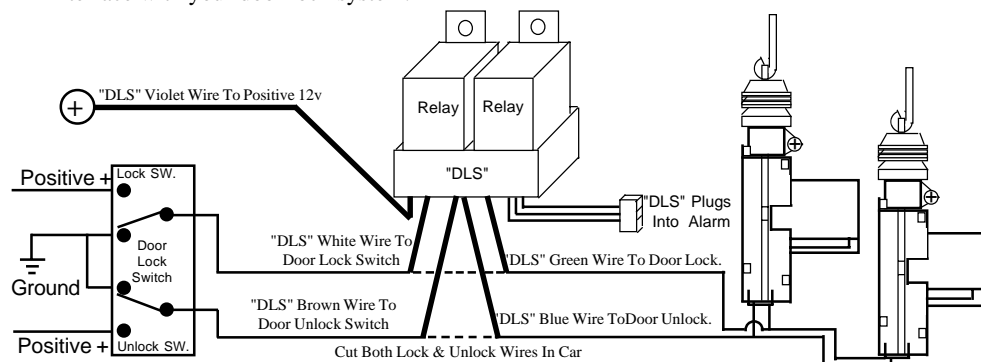 "DLS" Violet Wire To Positive 12v
+
Relay
Relay
"DLS"
Positive +
Lock SW.
"DLS" Plugs
Into Alarm
Door
Lock
Switch
"DLS" White Wire To
Door Lock Switch
"DLS" Green Wire To Door Lock.
Ground
"DLS" Brown Wire To
Door Unlock Switch
"DLS" Blue Wire ToDoor Unlock.
Positive +
Unlock SW.
Cut Both Lock & Unlock Wires In Car